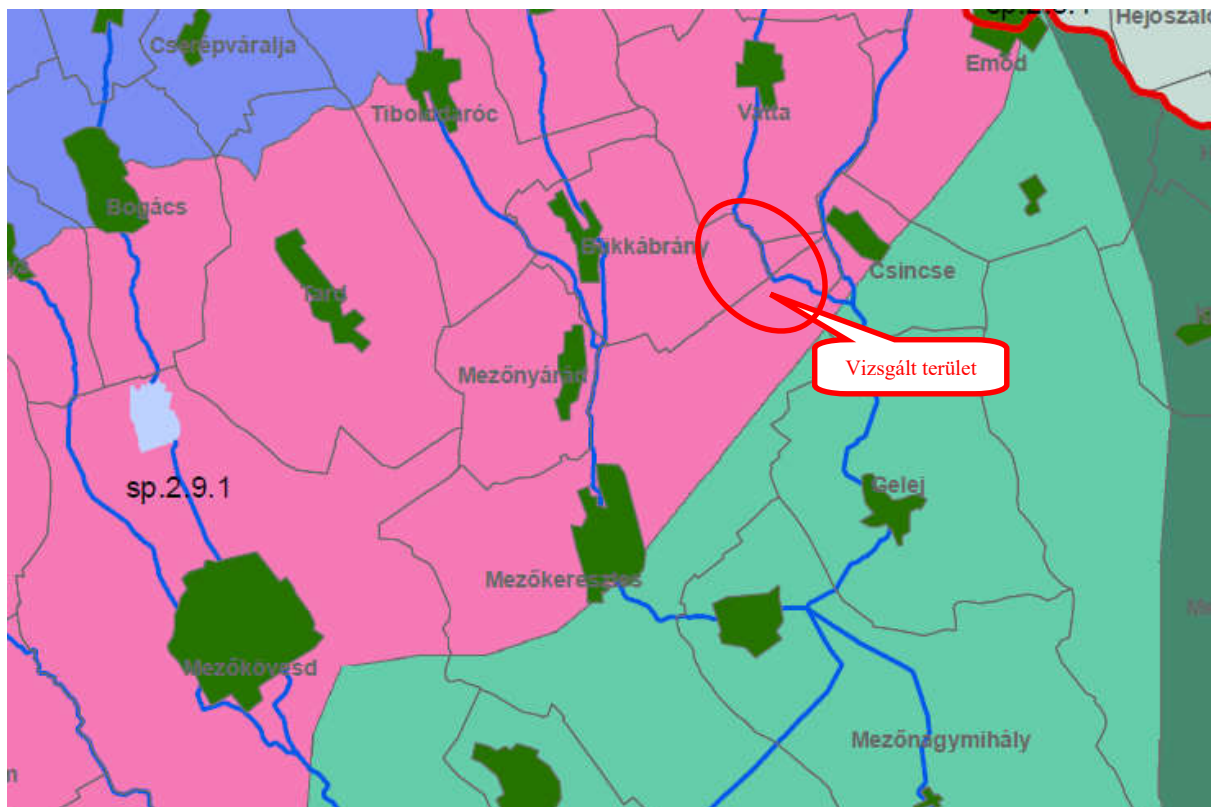 Hejőszalo
Cserépváralja
Emőd
Tibolddaróc
Vatta
Bogács
Bükkábrány
Csincse
Tard
Vizsgált terület
Mezőnyárád
sp.2.9.1
Gelej
Mezőkeresztes
Mezőkövesd
Mezőnagymihály